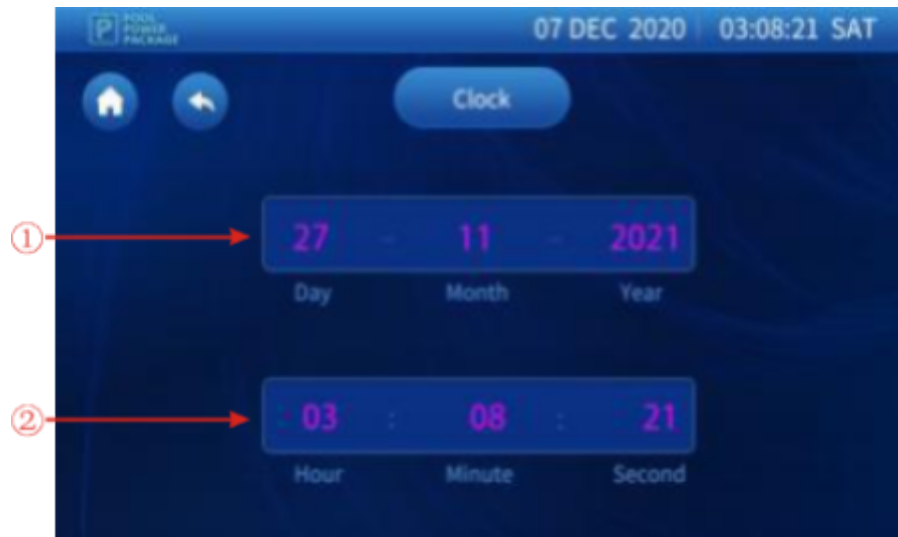 P POOL
POWER
PACKAGE
07 DEC 2020 03:08:21 SAT
Clock
① 27 - 11 - 2021
Day Month Year
② 03 : 08 : 21
Hour Minute Second